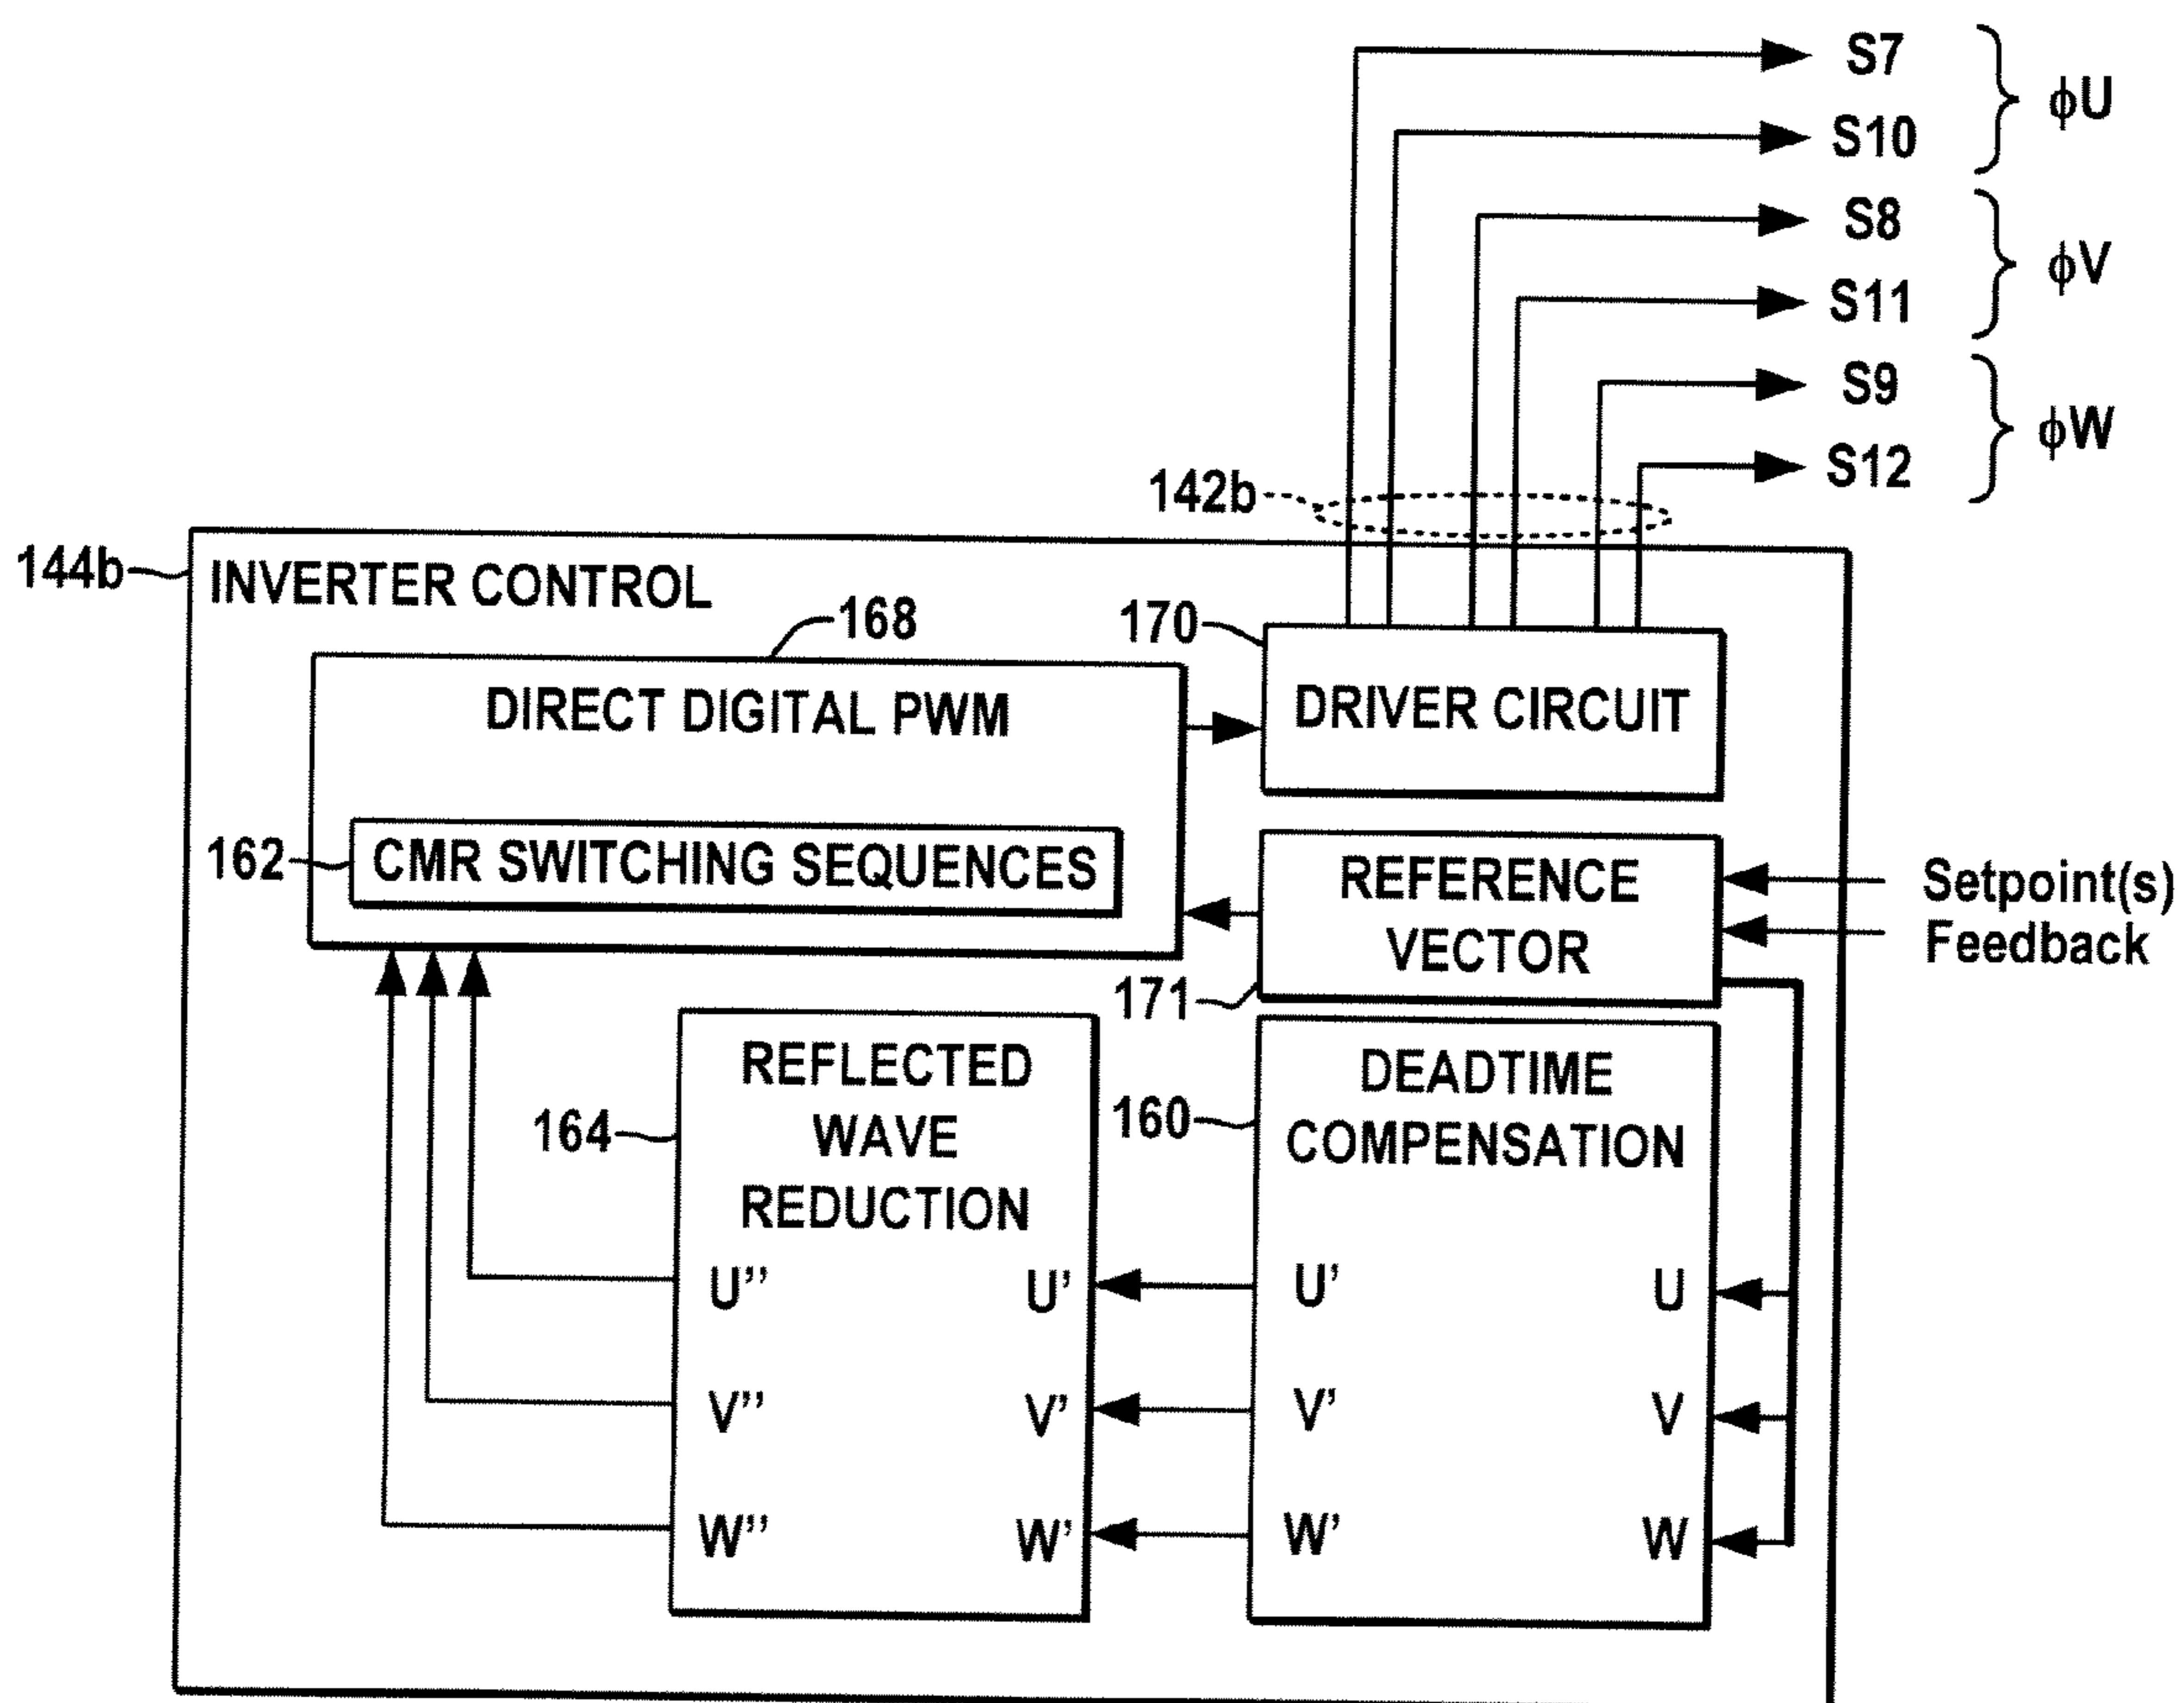 S7
S10
ϕU
S8
S11
ϕV
S9
S12
ϕW
142b
144b
INVERTER CONTROL
168
170
DIRECT DIGITAL PWM
DRIVER CIRCUIT
162
CMR SWITCHING SEQUENCES
REFERENCE
VECTOR
171
Setpoint(s)
Feedback
REFLECTED
WAVE
REDUCTION
164
DEADTIME
COMPENSATION
160
U'' U' U' U
V'' V' V' V
W'' W' W' W